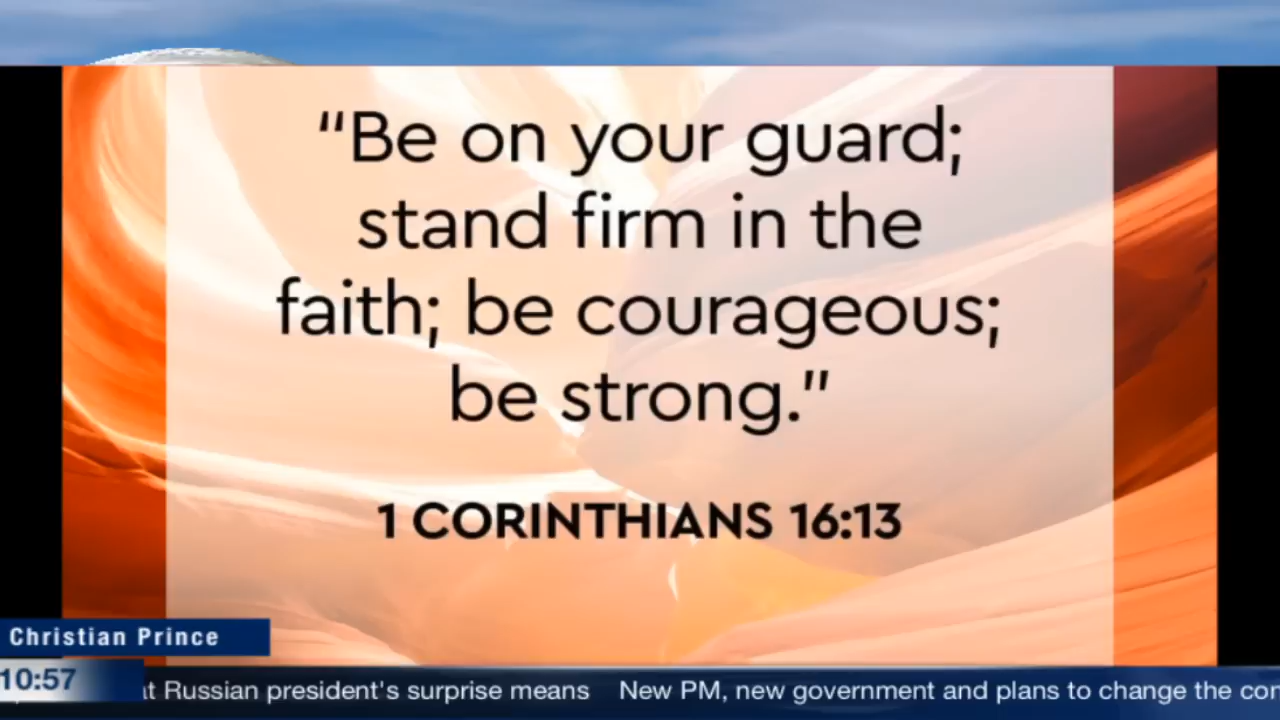 “Be on your guard;
stand firm in the
faith; be courageous;
be strong.”
1 CORINTHIANS 16:13
Christian Prince
10:57
Russian president's surprise means New PM, new government and plans to change the